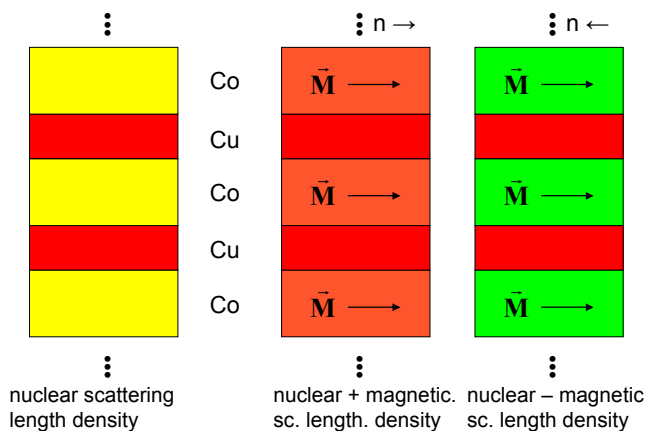 n →
n ←
Co
M
M
Cu
Co
M
M
Cu
Co
M
M
nuclear scattering
length density
nuclear + magnetic.
sc. length. density
nuclear – magnetic
sc. length density